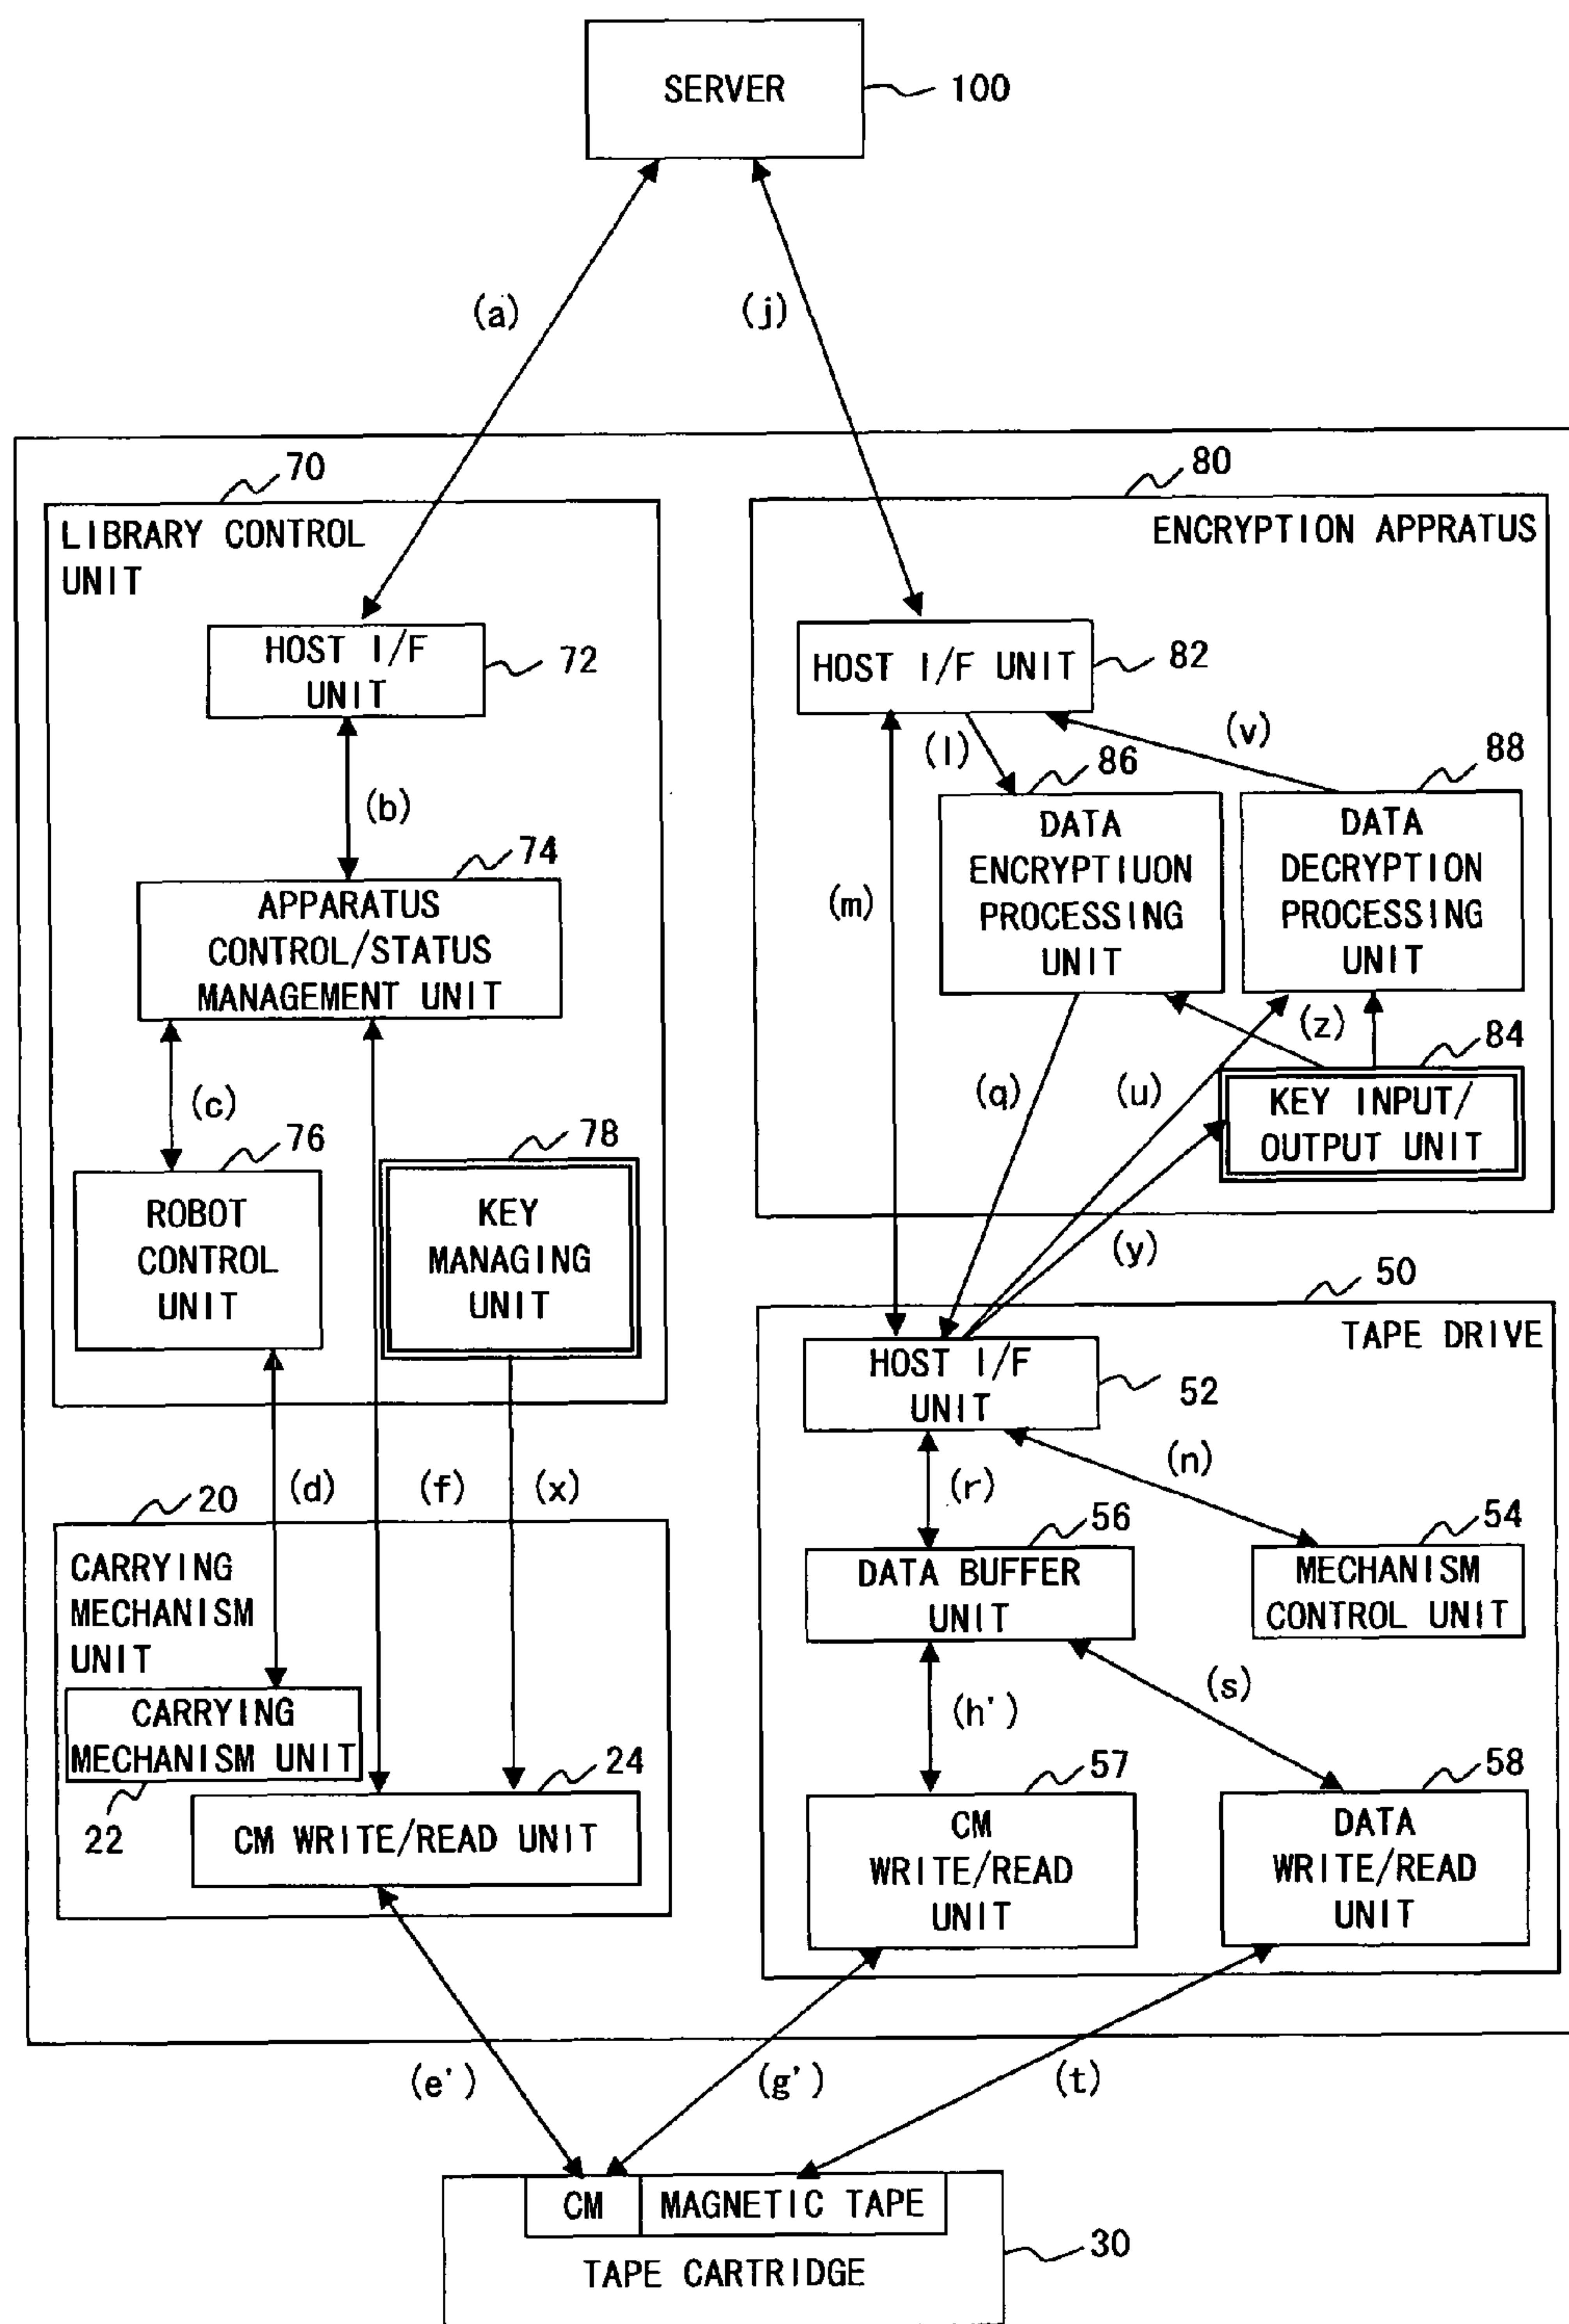 SERVER
100
(a)
(j)
70
80
LIBRARY CONTROL
UNIT
ENCRYPTION APPRATUS
HOST I/F
UNIT
72
HOST I/F UNIT
82
(b)
(l)
(v)
86
88
(m)
DATA
ENCRYPTIUON
PROCESSING
UNIT
DATA
DECRYPTION
PROCESSING
UNIT
74
APPARATUS
CONTROL/STATUS
MANAGEMENT UNIT
(z)
84
(c)
(q)
(u)
KEY INPUT/
OUTPUT UNIT
76
78
ROBOT
CONTROL
UNIT
KEY
MANAGING
UNIT
(y)
50
TAPE DRIVE
HOST I/F
UNIT
52
(d)
(f)
(x)
(r)
(n)
20
56
54
CARRYING
MECHANISM
UNIT
DATA BUFFER
UNIT
MECHANISM
CONTROL UNIT
CARRYING
MECHANISM UNIT
22
(h')
(s)
24
57
58
CM WRITE/READ UNIT
CM
WRITE/READ
UNIT
DATA
WRITE/READ
UNIT
(e')
(g')
(t)
CM
MAGNETIC TAPE
TAPE CARTRIDGE
30